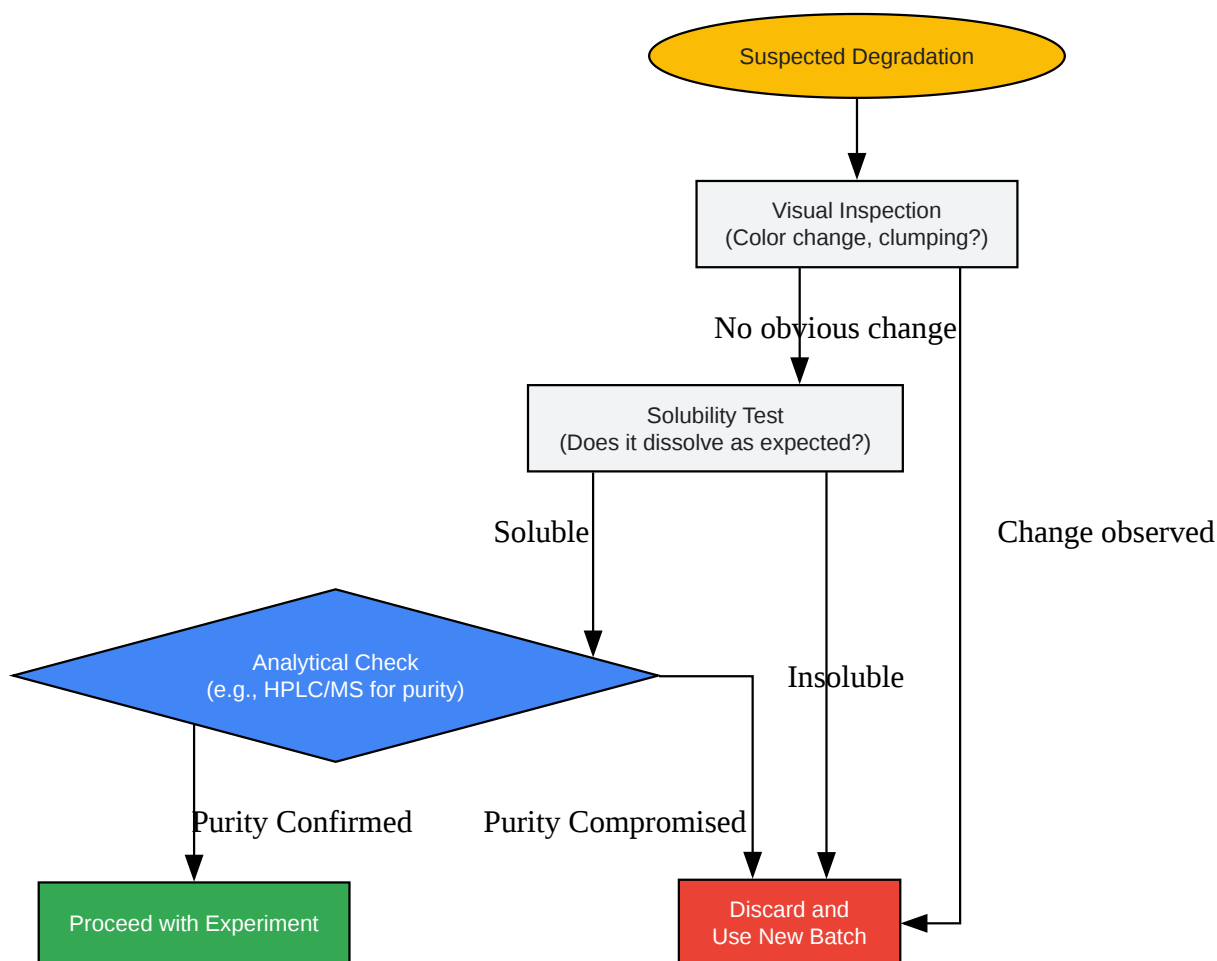 Suspected Degradation
Visual Inspection
(Color change, clumping?)
No obvious change
Solubility Test
(Does it dissolve as expected?)
Soluble
Change observed
Analytical Check
(e.g., HPLC/MS for purity)
Insoluble
Purity Confirmed
Purity Compromised
Proceed with Experiment
Discard and
Use New Batch